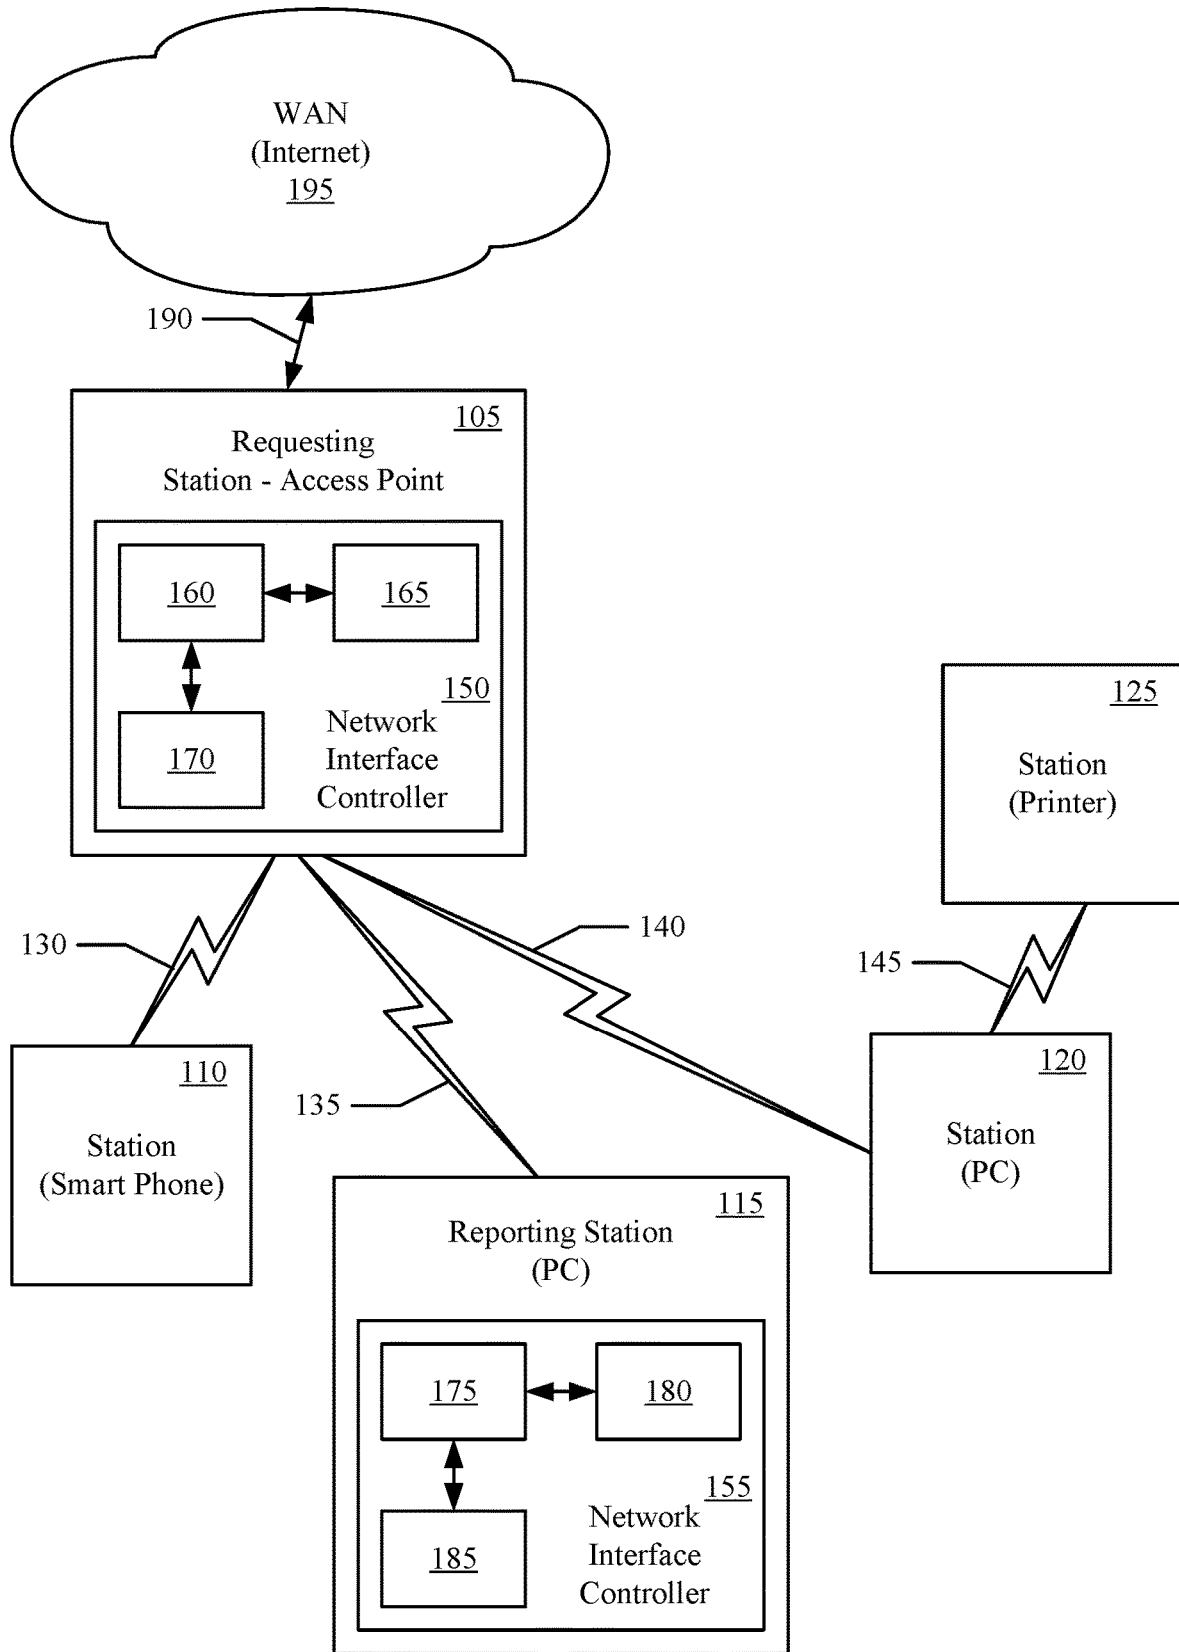 WAN
(Internet)
195
190
105
Requesting
Station - Access Point
160
165
150
170
Network
Interface
Controller
125
Station
(Printer)
130
140
145
110
Station
(Smart Phone)
135
120
Station
(PC)
115
Reporting Station
(PC)
175
180
155
185
Network
Interface
Controller